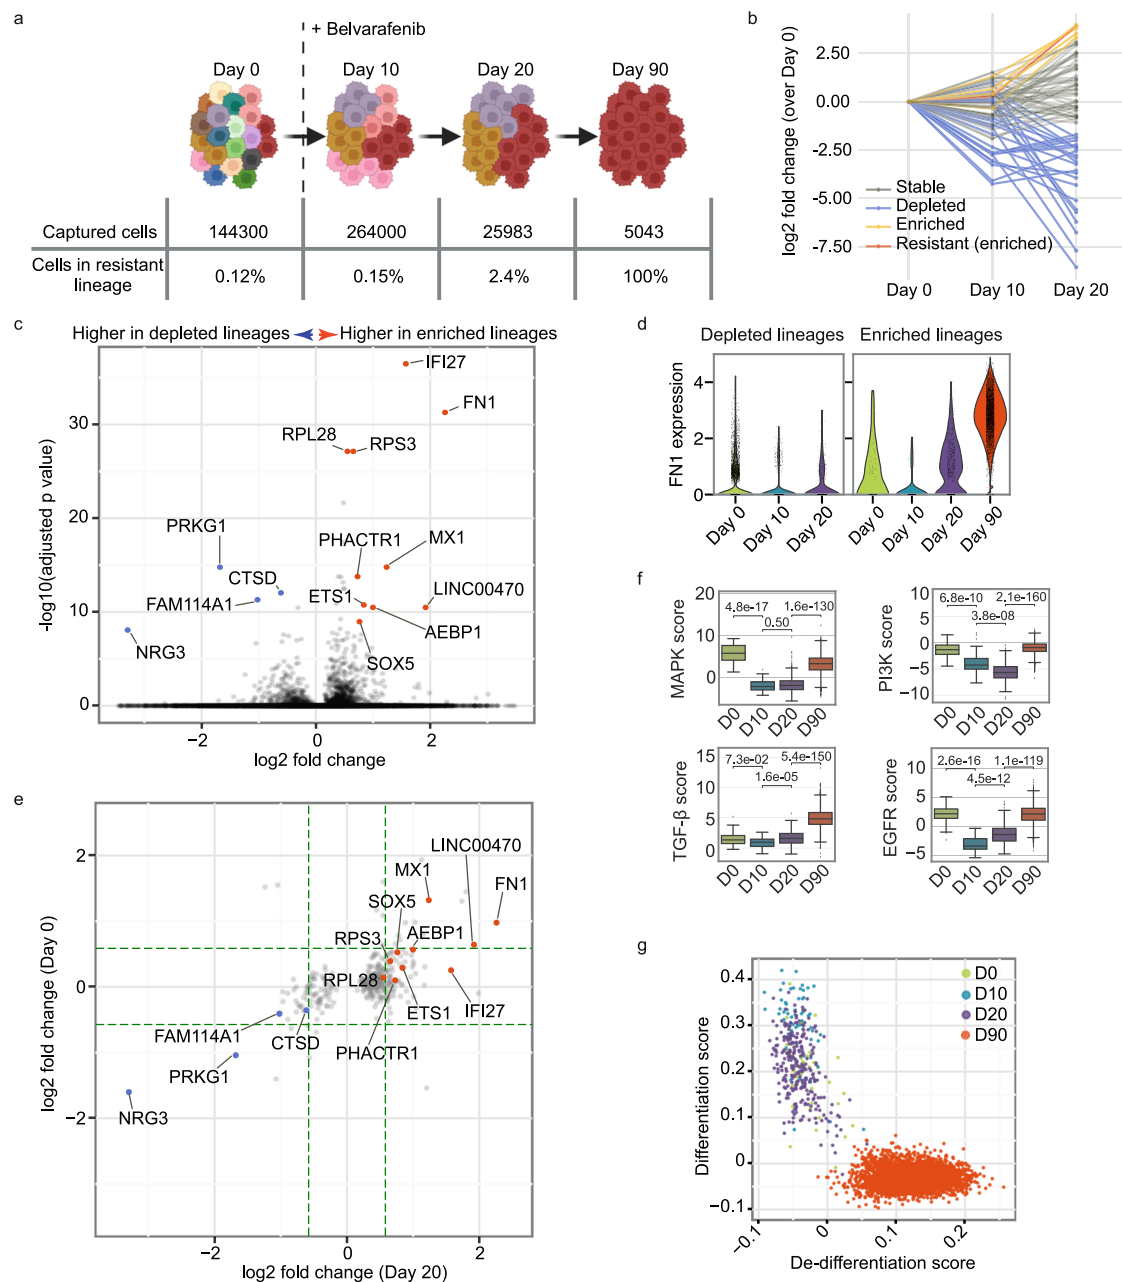 a
+ Belvarafenib
Day 0
Day 10
Day 20
Day 90
Captured cells
144300
264000
25983
5043
Cells in resistant
lineage
0.12%
0.15%
2.4%
100%
b
log2 fold change (over Day 0)
2.50
0.00
-2.50
-5.00
-7.50
Stable
Depleted
Enriched
Resistant (enriched)
Day 0
Day 10
Day 20
c
Higher in depleted lineages
Higher in enriched lineages
-log10(adjusted p value)
30
20
10
0
IFI27
FN1
RPL28
RPS3
PRKG1
PHACTR1
MX1
CTSD
FAM114A1
ETS1
LINC00470
AEBP1
NRG3
SOX5
−2
0
2
log2 fold change
d
Depleted lineages
Enriched lineages
FN1 expression
4
2
0
Day 0
Day 10
Day 20
Day 0
Day 10
Day 20
Day 90
e
log2 fold change (Day 0)
2
0
−2
LINC00470
MX1
FN1
SOX5
RPS3
AEBP1
RPL28
IFI27
ETS1
FAM114A1
CTSD
PHACTR1
PRKG1
NRG3
−2
0
2
log2 fold change (Day 20)
f
MAPK score
20
10
0
4.8e-17
1.6e-130
0.50
D0
D10
D20
D90
PI3K score
10
5
0
−5
−10
6.8e-10
2.1e-160
3.8e-08
D0
D10
D20
D90
TGF-β score
15
10
5
0
7.3e-02
5.4e-150
1.6e-05
D0
D10
D20
D90
EGFR score
10
5
0
−5
2.6e-16
1.1e-119
4.5e-12
D0
D10
D20
D90
g
Differentiation score
0.4
0.3
0.2
0.1
0
−0.1
D0
D10
D20
D90
−0.1
0
0.1
0.2
De-differentiation score